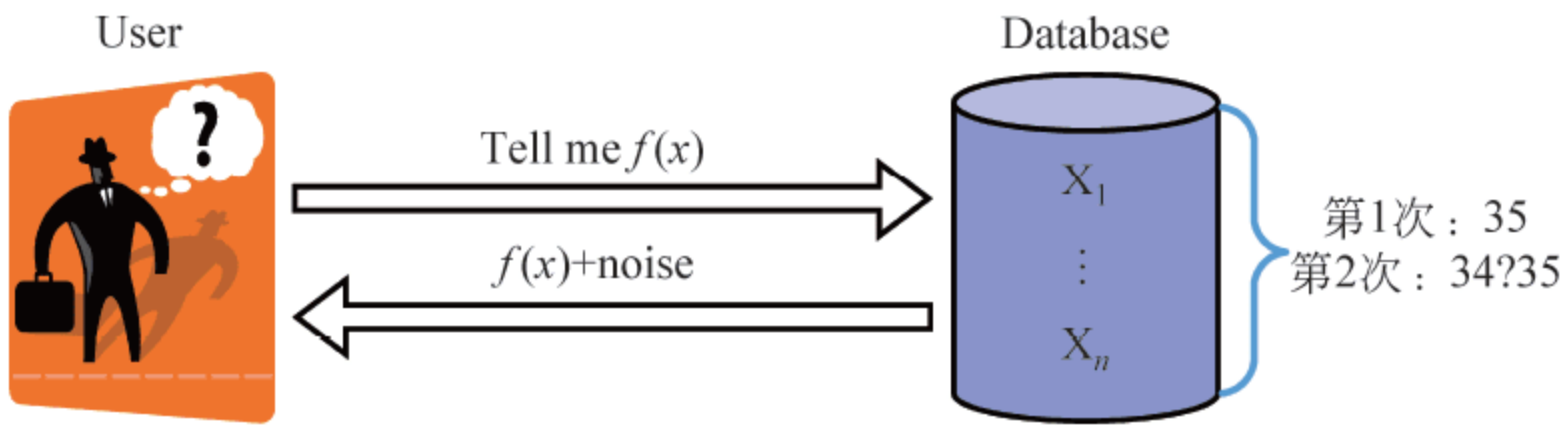 User
Database
?
Tell me f(x)
f(x)+noise
X₁
⋮
Xₙ
第1次：35
第2次：34?35